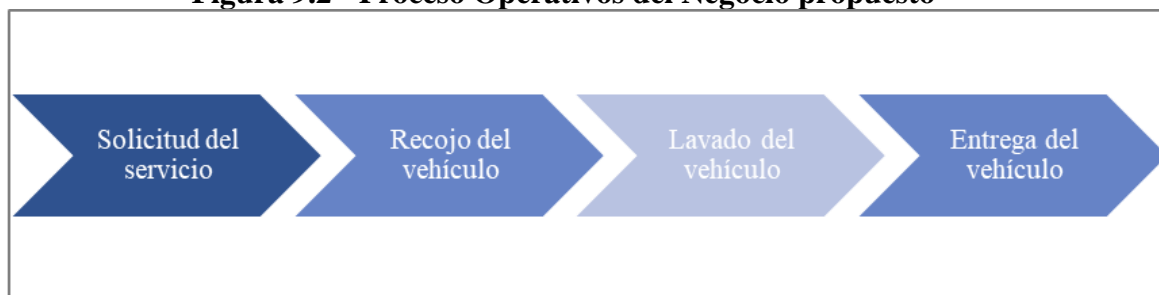 Figura 9.2 - Proceso Operativos del Negocio propuesto
Solicitud del
servicio
Recojo del
vehículo
Lavado del
vehículo
Entrega del
vehículo